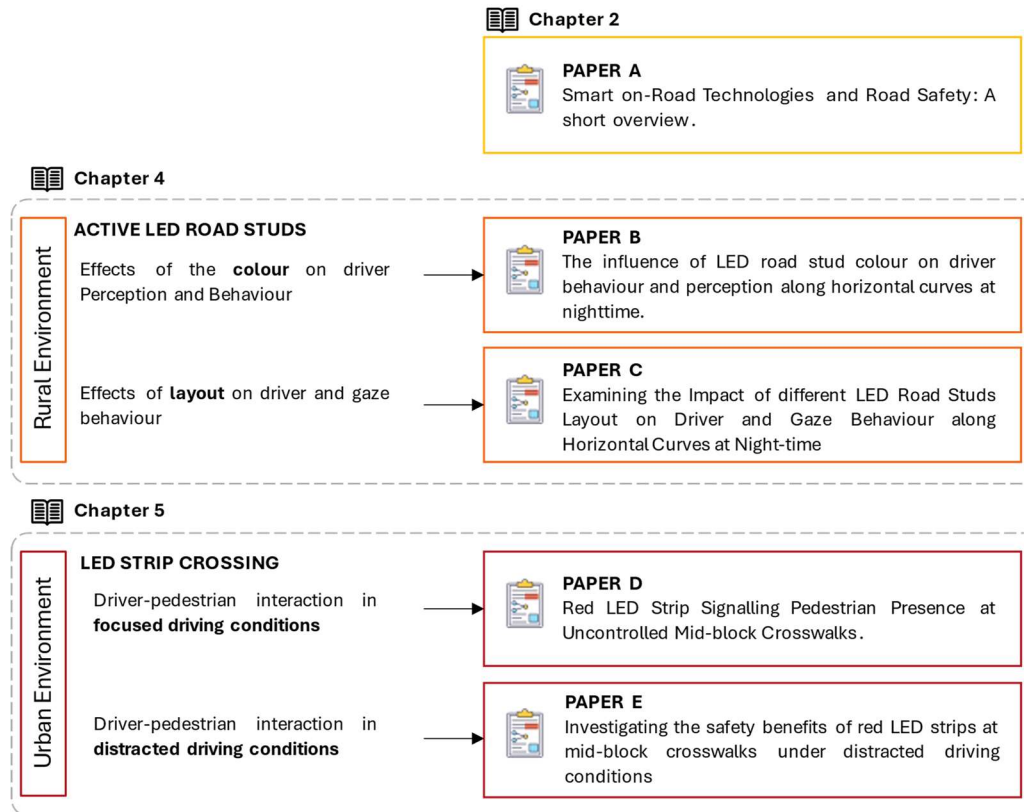 Chapter 2
PAPER A
Smart on-Road Technologies and Road Safety: A
short overview.
Chapter 4
Rural Environment
ACTIVE LED ROAD STUDS
Effects of the colour on driver
Perception and Behaviour
PAPER B
The influence of LED road stud colour on driver
behaviour and perception along horizontal curves at
nighttime.
Effects of layout on driver and gaze
behaviour
PAPER C
Examining the Impact of different LED Road Studs
Layout on Driver and Gaze Behaviour along
Horizontal Curves at Night-time
Chapter 5
Urban Environment
LED STRIP CROSSING
Driver-pedestrian interaction in
focused driving conditions
PAPER D
Red LED Strip Signalling Pedestrian Presence at
Uncontrolled Mid-block Crosswalks.
Driver-pedestrian interaction in
distracted driving conditions
PAPER E
Investigating the safety benefits of red LED strips at
mid-block crosswalks under distracted driving
conditions